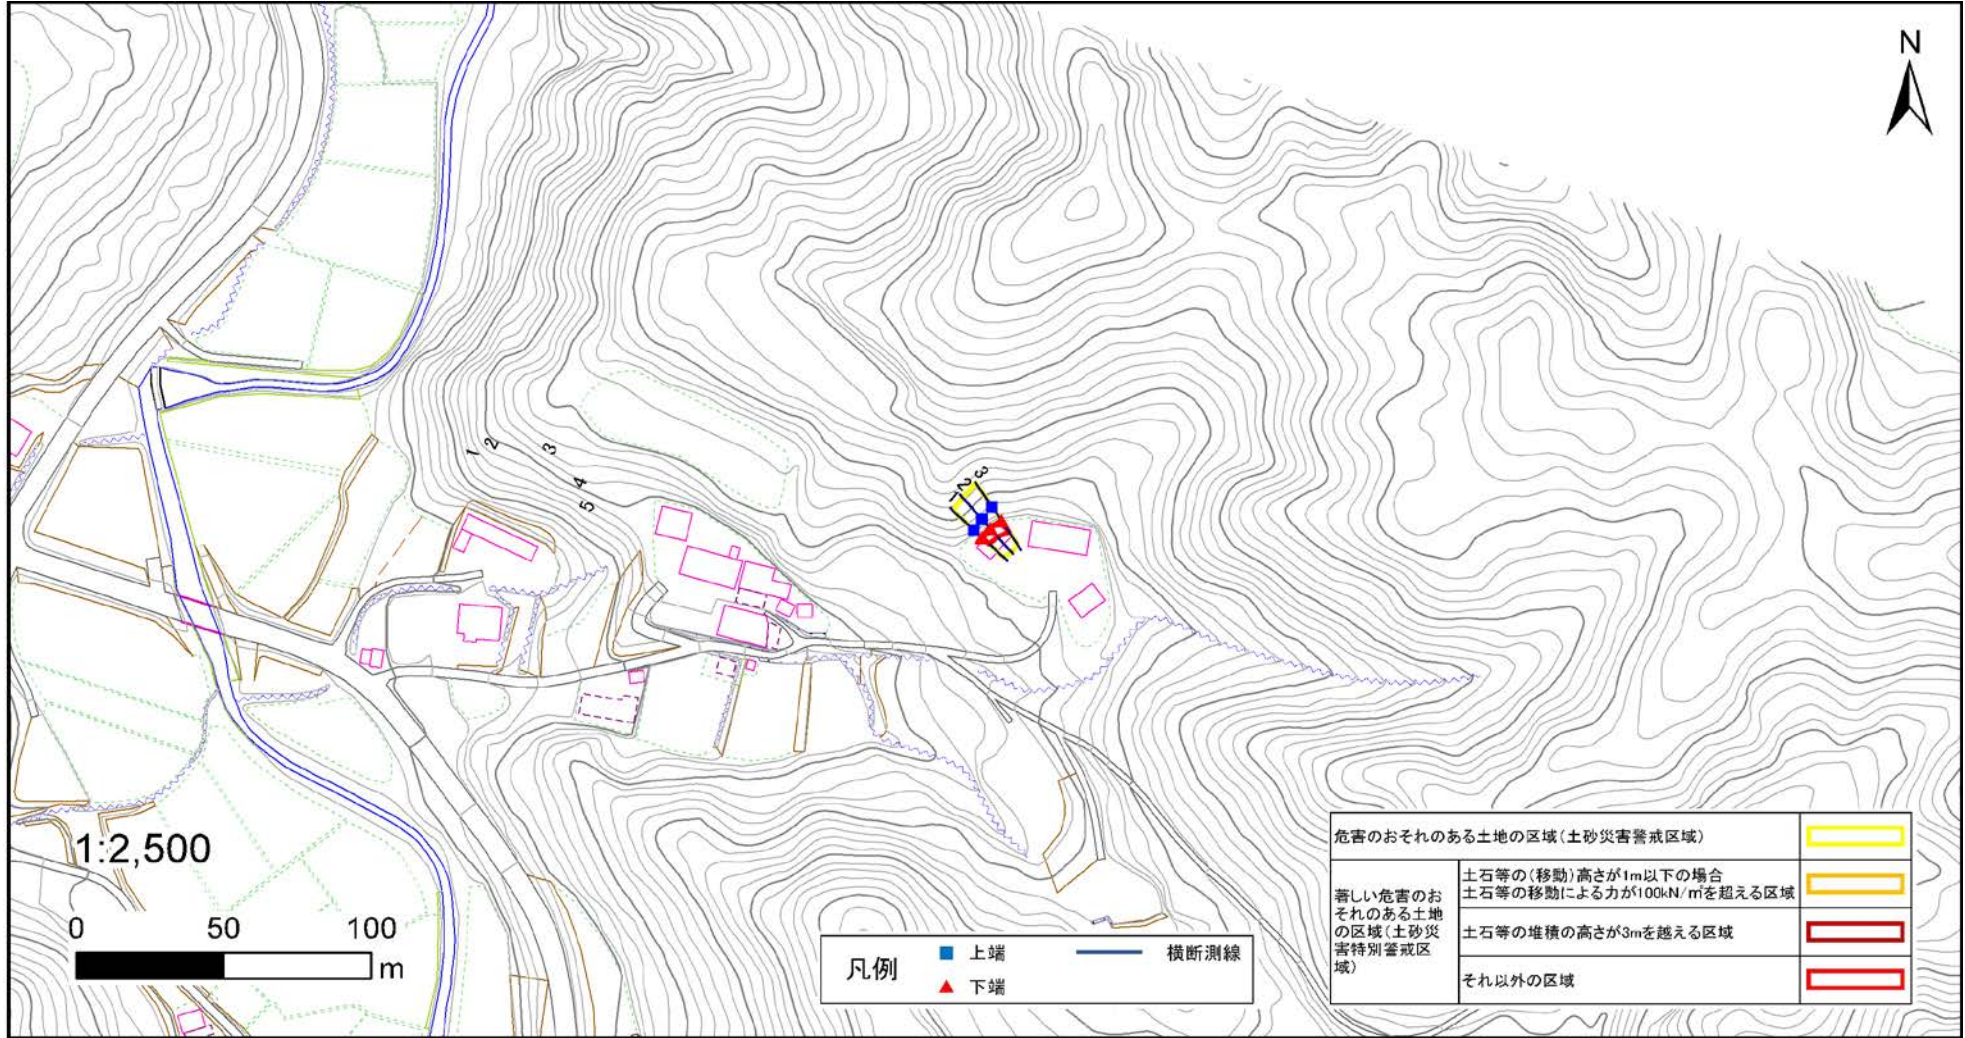 N
1
2
3
4
5
1
2
3
1:2,500
0 50 100
m
凡例
上端
横断測線
下端
危害のおそれのある土地の区域(土砂災害警戒区域)
著しい危害のお
それのある土地
の区域(土砂災
害特別警戒区
域)
土石等の(移動)高さが1m以下の場合
土石等の移動による力が100kN/㎡を超える区域
土石等の堆積の高さが3mを越える区域
それ以外の区域